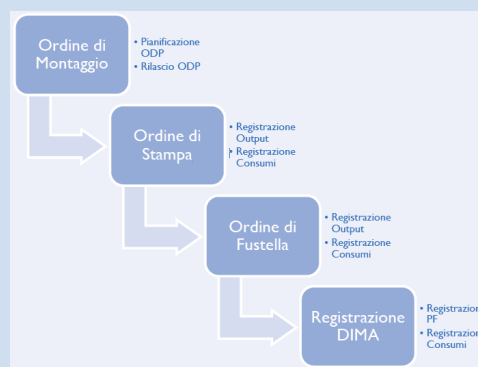 Ordine di
Montaggio
• Pianificazione
ODP
• Rilascio ODP
Ordine di
Stampa
• Registrazione
Output
• Registrazione
Consumi
Ordine di
Fustella
• Registrazione
Output
• Registrazione
Consumi
Registrazione
DIMA
• Registrazion
PF
• Registrazion
Consumi